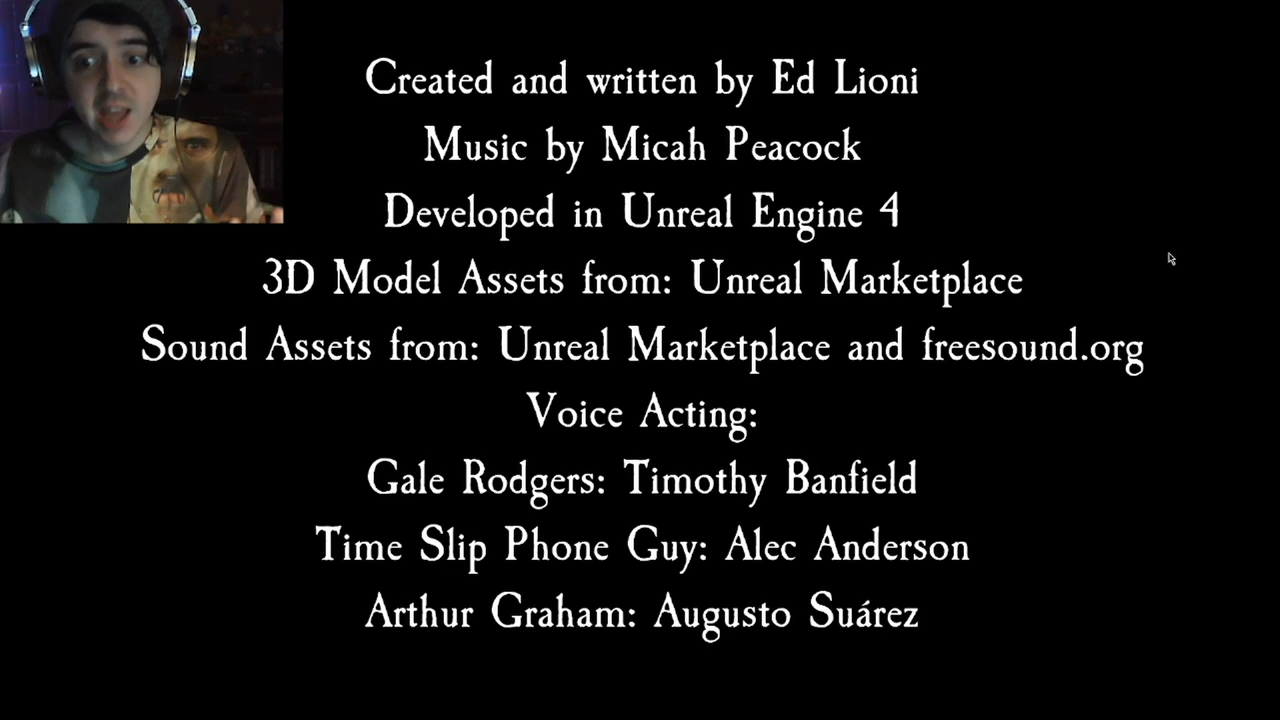 Created and written by Ed Lioni
Music by Micah Peacock
Developed in Unreal Engine 4
3D Model Assets from: Unreal Marketplace
Sound Assets from: Unreal Marketplace and freesound.org
Voice Acting:
Gale Rodgers: Timothy Banfield
Time Slip Phone Guy: Alec Anderson
Arthur Graham: Augusto Suárez